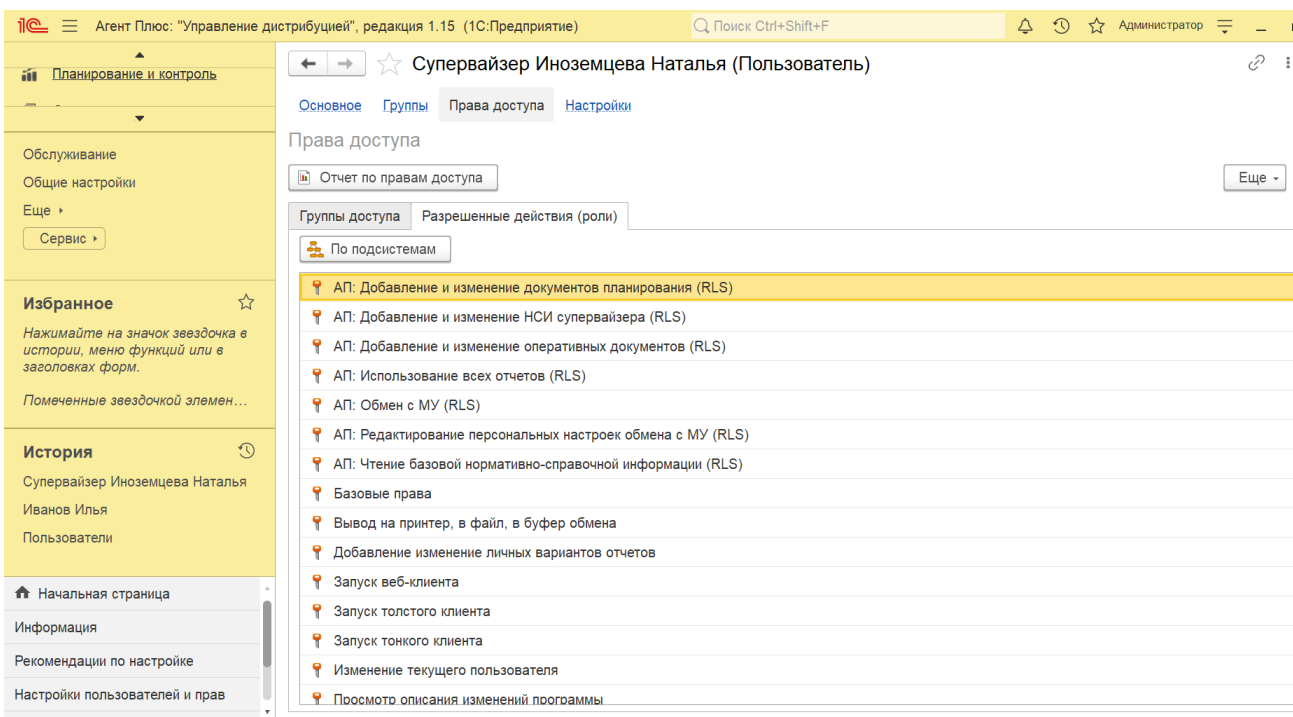 Агент Плюс: "Управление дистрибуцией", редакция 1.15 (1С:Предприятие)
Поиск Ctrl+Shift+F
Администратор
Планирование и контроль
Обслуживание
Общие настройки
Еще
Сервис
Избранное
Нажимайте на значок звездочка в
истории, меню функций или в
заголовках форм.
Помеченные звездочкой элемен...
История
Супервайзер Иноземцева Наталья
Иванов Илья
Пользователи
Начальная страница
Информация
Рекомендации по настройке
Настройки пользователей и прав
Супервайзер Иноземцева Наталья (Пользователь)
Основное Группы Права доступа Настройки
Права доступа
Отчет по правам доступа
Еще
Группы доступа Разрешенные действия (роли)
По подсистемам
АП: Добавление и изменение документов планирования (RLS)
АП: Добавление и изменение НСИ супервайзера (RLS)
АП: Добавление и изменение оперативных документов (RLS)
АП: Использование всех отчетов (RLS)
АП: Обмен с МУ (RLS)
АП: Редактирование персональных настроек обмена с МУ (RLS)
АП: Чтение базовой нормативно-справочной информации (RLS)
Базовые права
Вывод на принтер, в файл, в буфер обмена
Добавление изменение личных вариантов отчетов
Запуск веб-клиента
Запуск толстого клиента
Запуск тонкого клиента
Изменение текущего пользователя
Просмотр описания изменений программы